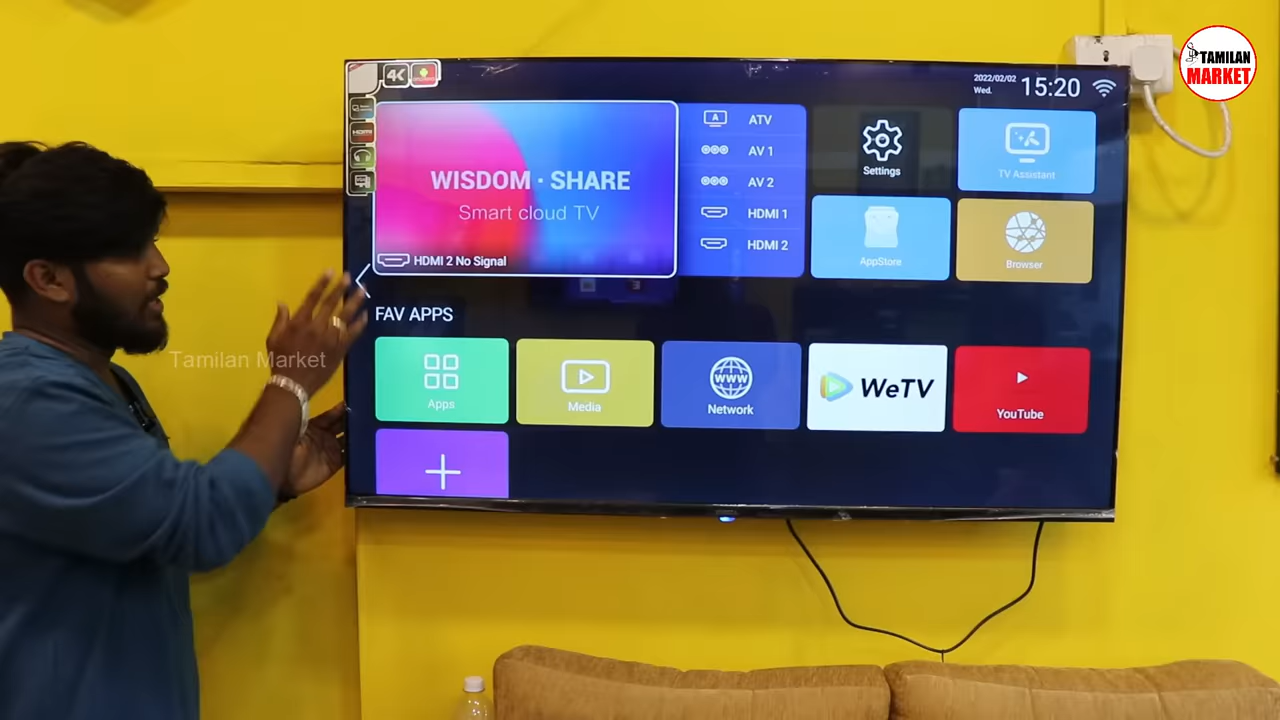 TAMILAN
MARKET
4K
2022/02/02
Wed.
15:20
HDMI
WISDOM · SHARE
Smart cloud TV
HDMI 2 No Signal
A
ATV
AV 1
AV 2
HDMI 1
HDMI 2
Settings
TV Assistant
AppStore
Browser
FAV APPS
Tamilan Market
Apps
Media
WWW
Network
WeTV
YouTube